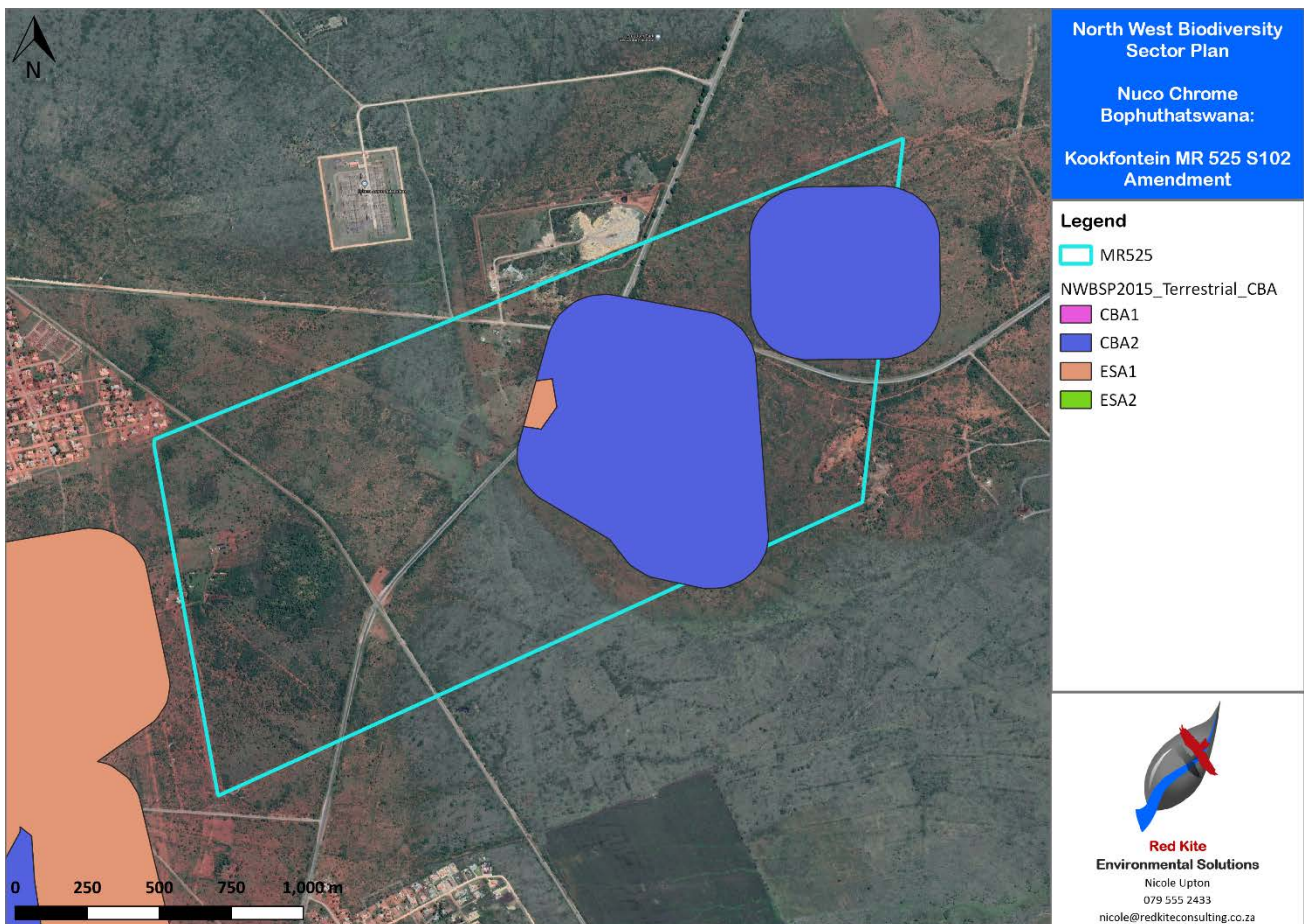 N
North West Biodiversity
Sector Plan
Nuco Chrome
Bophuthatswana:
Kookfontein MR 525 S102
Amendment
Legend
MR525
NWBSP2015_Terrestrial_CBA
CBA1
CBA2
ESA1
ESA2
0 250 500 750 1,000 m
Red Kite
Environmental Solutions
Nicole Upton
079 555 2433
nicole@redkiteconsulting.co.za